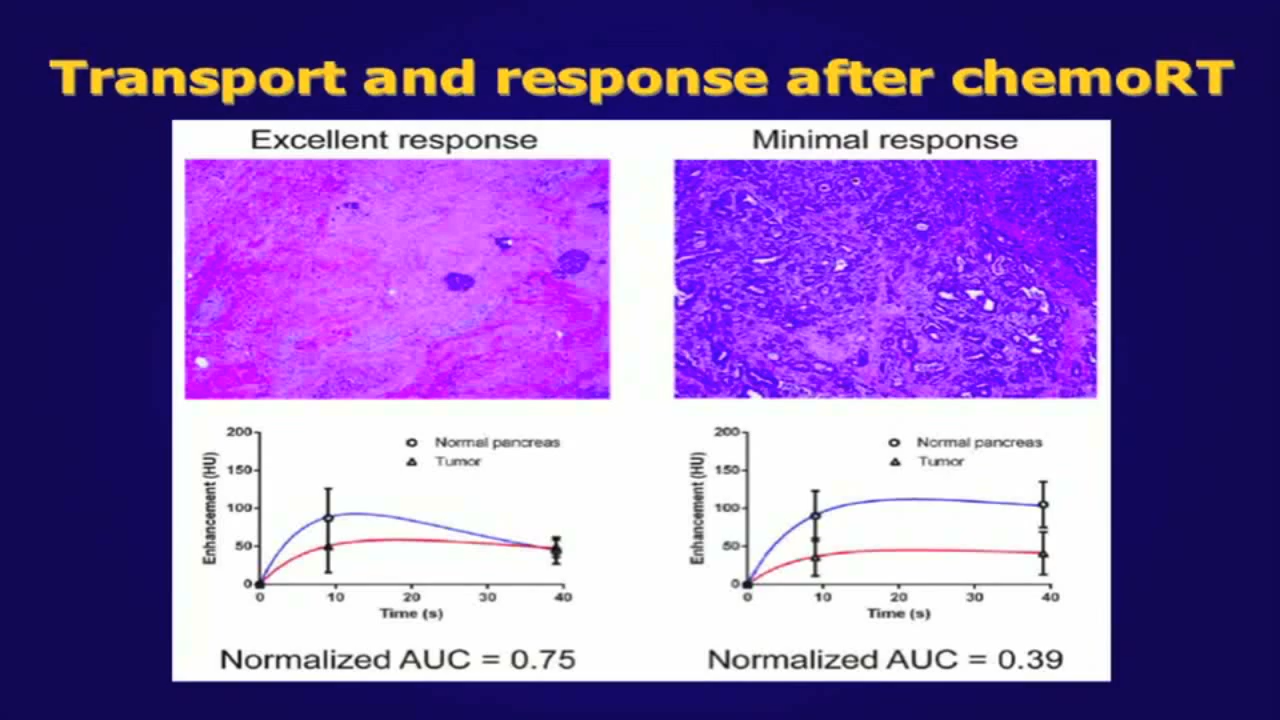 Transport and response after chemoRT
Excellent response
Minimal response
200
150
100
50
0
Enhancement (HU)
Normal pancreas
Tumor
0 10 20 30 40
Time (s)
Normalized AUC = 0.75
200
150
100
50
0
Enhancement (HU)
Normal pancreas
Tumor
0 10 20 30 40
Time (s)
Normalized AUC = 0.39